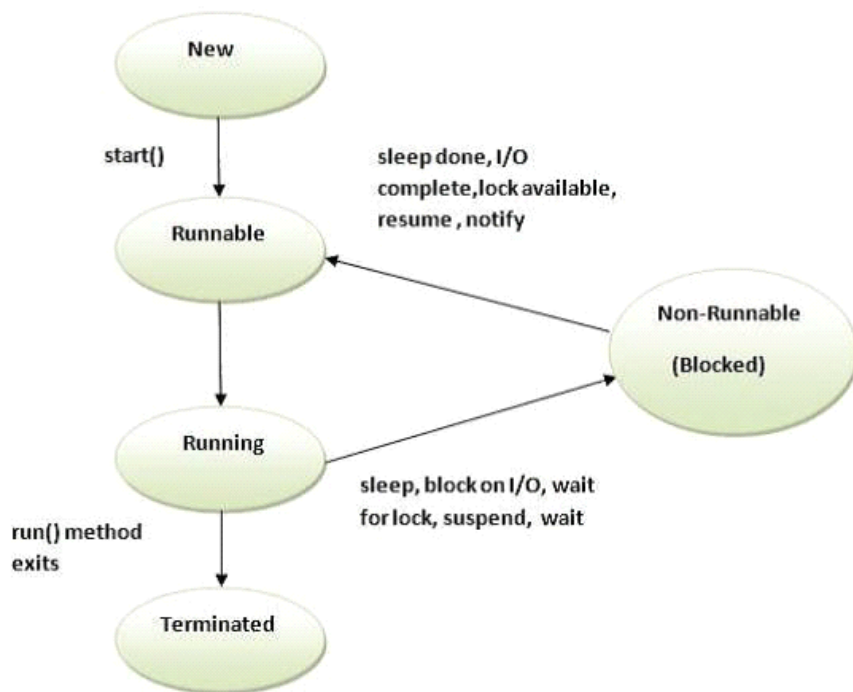 New
start()
sleep done, I/O
complete,lock available,
resume , notify
Runnable
Non-Runnable
(Blocked)
Running
sleep, block on I/O, wait
for lock, suspend, wait
run() method
exits
Terminated